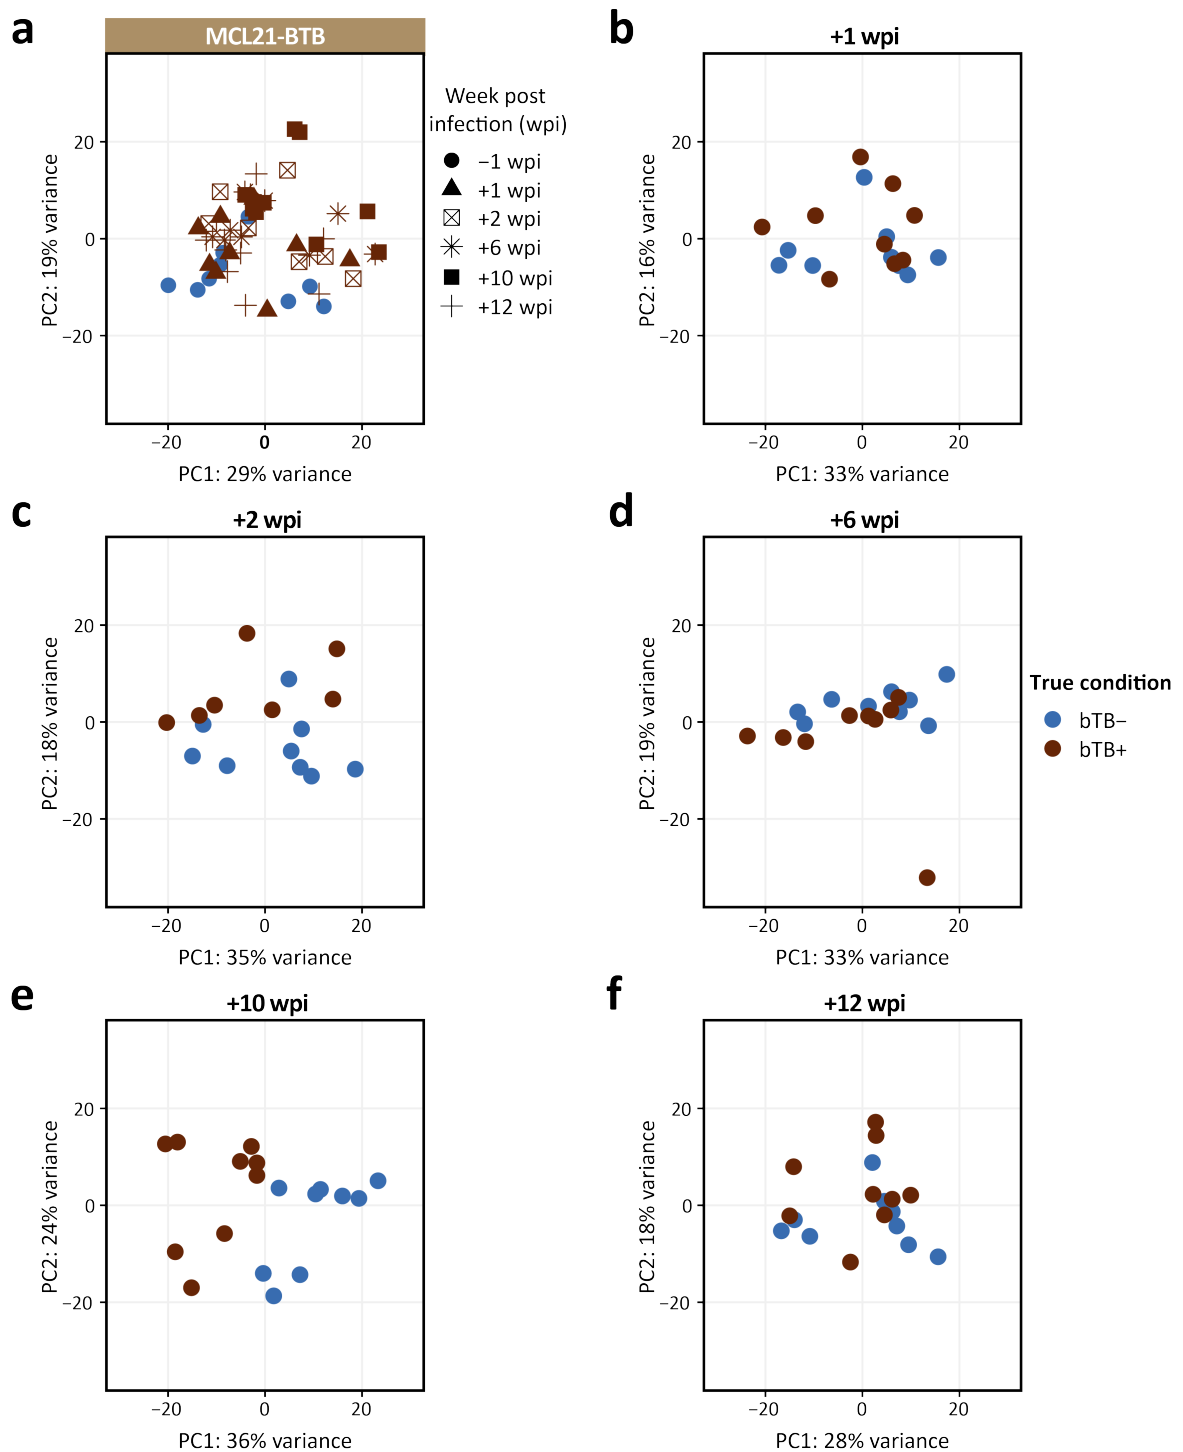 a
MCL21-BTB
20
0
−20
−20
0
20
PC2: 19% variance
PC1: 29% variance
Week post
infection (wpi)
−1 wpi
+1 wpi
+2 wpi
+6 wpi
+10 wpi
+12 wpi
b
+1 wpi
20
0
−20
−20
0
20
PC2: 16% variance
PC1: 33% variance
c
+2 wpi
20
0
−20
−20
0
20
PC2: 18% variance
PC1: 35% variance
d
+6 wpi
20
0
−20
−20
0
20
PC2: 19% variance
PC1: 33% variance
True condition
bTB−
bTB+
e
+10 wpi
20
0
−20
−20
0
20
PC2: 24% variance
PC1: 36% variance
f
+12 wpi
20
0
−20
−20
0
20
PC2: 18% variance
PC1: 28% variance